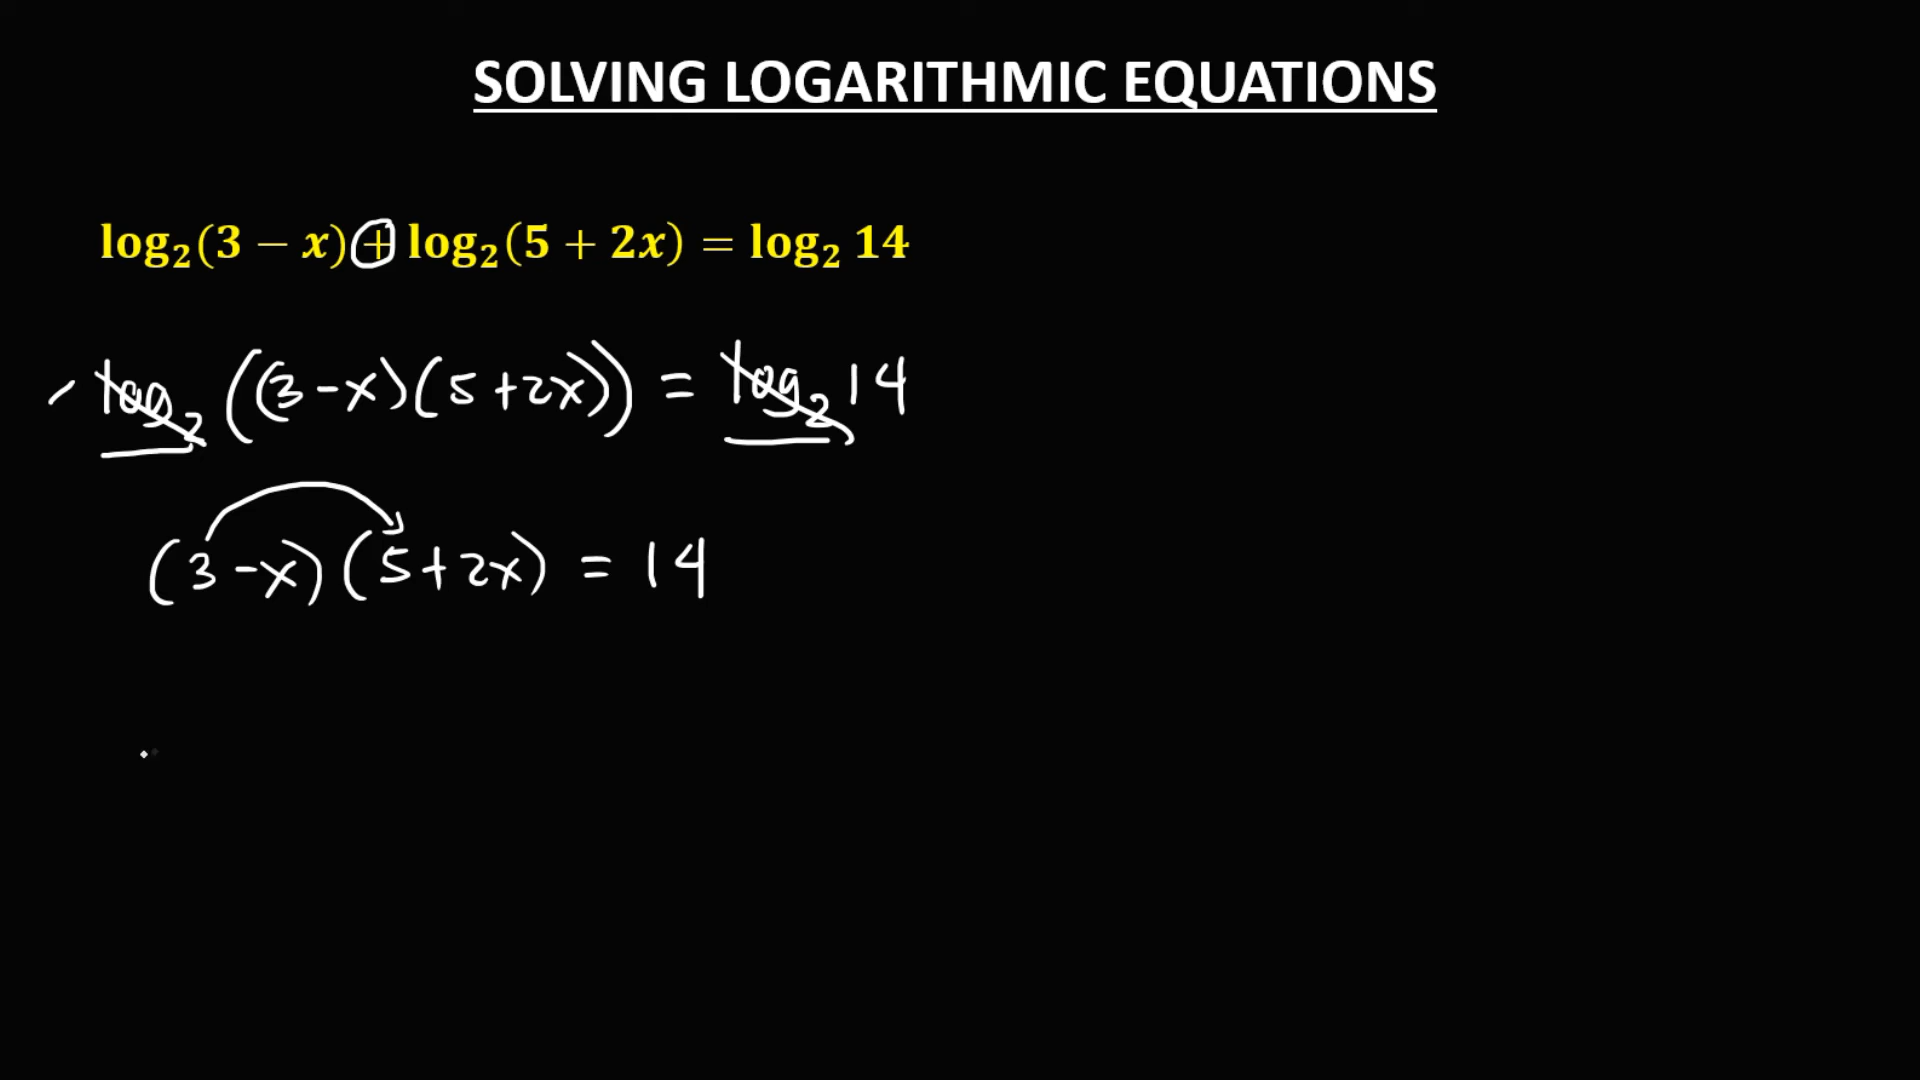 SOLVING LOGARITHMIC EQUATIONS
log₂(3 − x) + log₂(5 + 2x) = log₂ 14
log₂ ((3-x)(5+2x)) = log₂ 14
(3-x)(5+2x) = 14